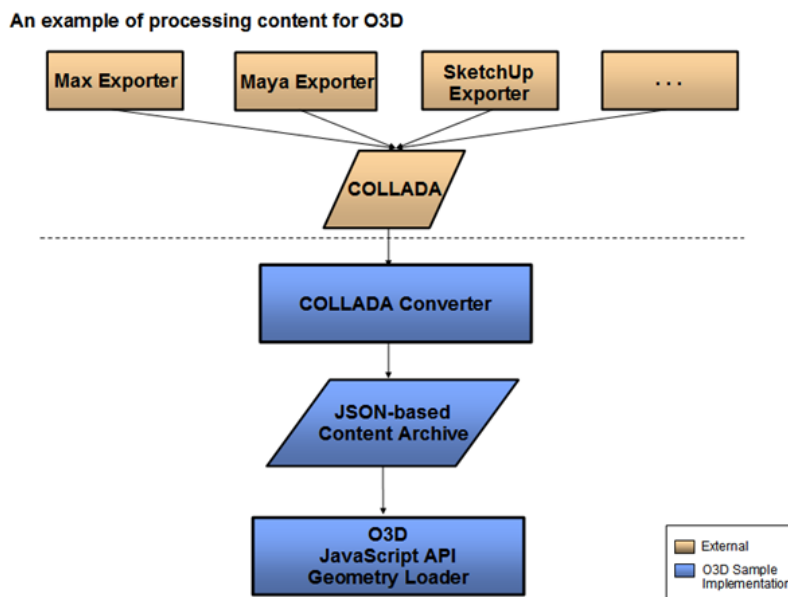 An example of processing content for O3D
Max Exporter
Maya Exporter
SketchUp
Exporter
. . .
COLLADA
COLLADA Converter
JSON-based
Content Archive
O3D
JavaScript API
Geometry Loader
External
O3D Sample
Implementation